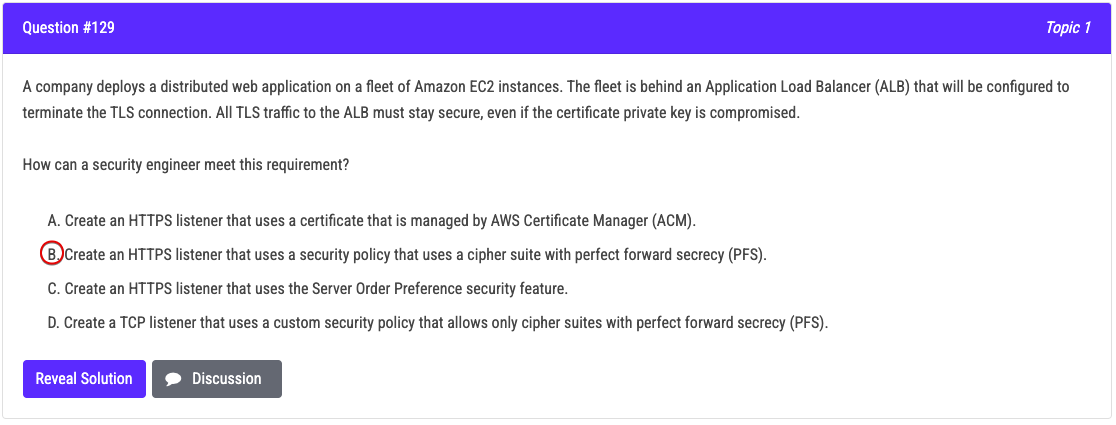 Question #129
Topic 1
A company deploys a distributed web application on a fleet of Amazon EC2 instances. The fleet is behind an Application Load Balancer (ALB) that will be configured to
terminate the TLS connection. All TLS traffic to the ALB must stay secure, even if the certificate private key is compromised.
How can a security engineer meet this requirement?
A. Create an HTTPS listener that uses a certificate that is managed by AWS Certificate Manager (ACM).
B. Create an HTTPS listener that uses a security policy that uses a cipher suite with perfect forward secrecy (PFS).
C. Create an HTTPS listener that uses the Server Order Preference security feature.
D. Create a TCP listener that uses a custom security policy that allows only cipher suites with perfect forward secrecy (PFS).
Reveal Solution
Discussion